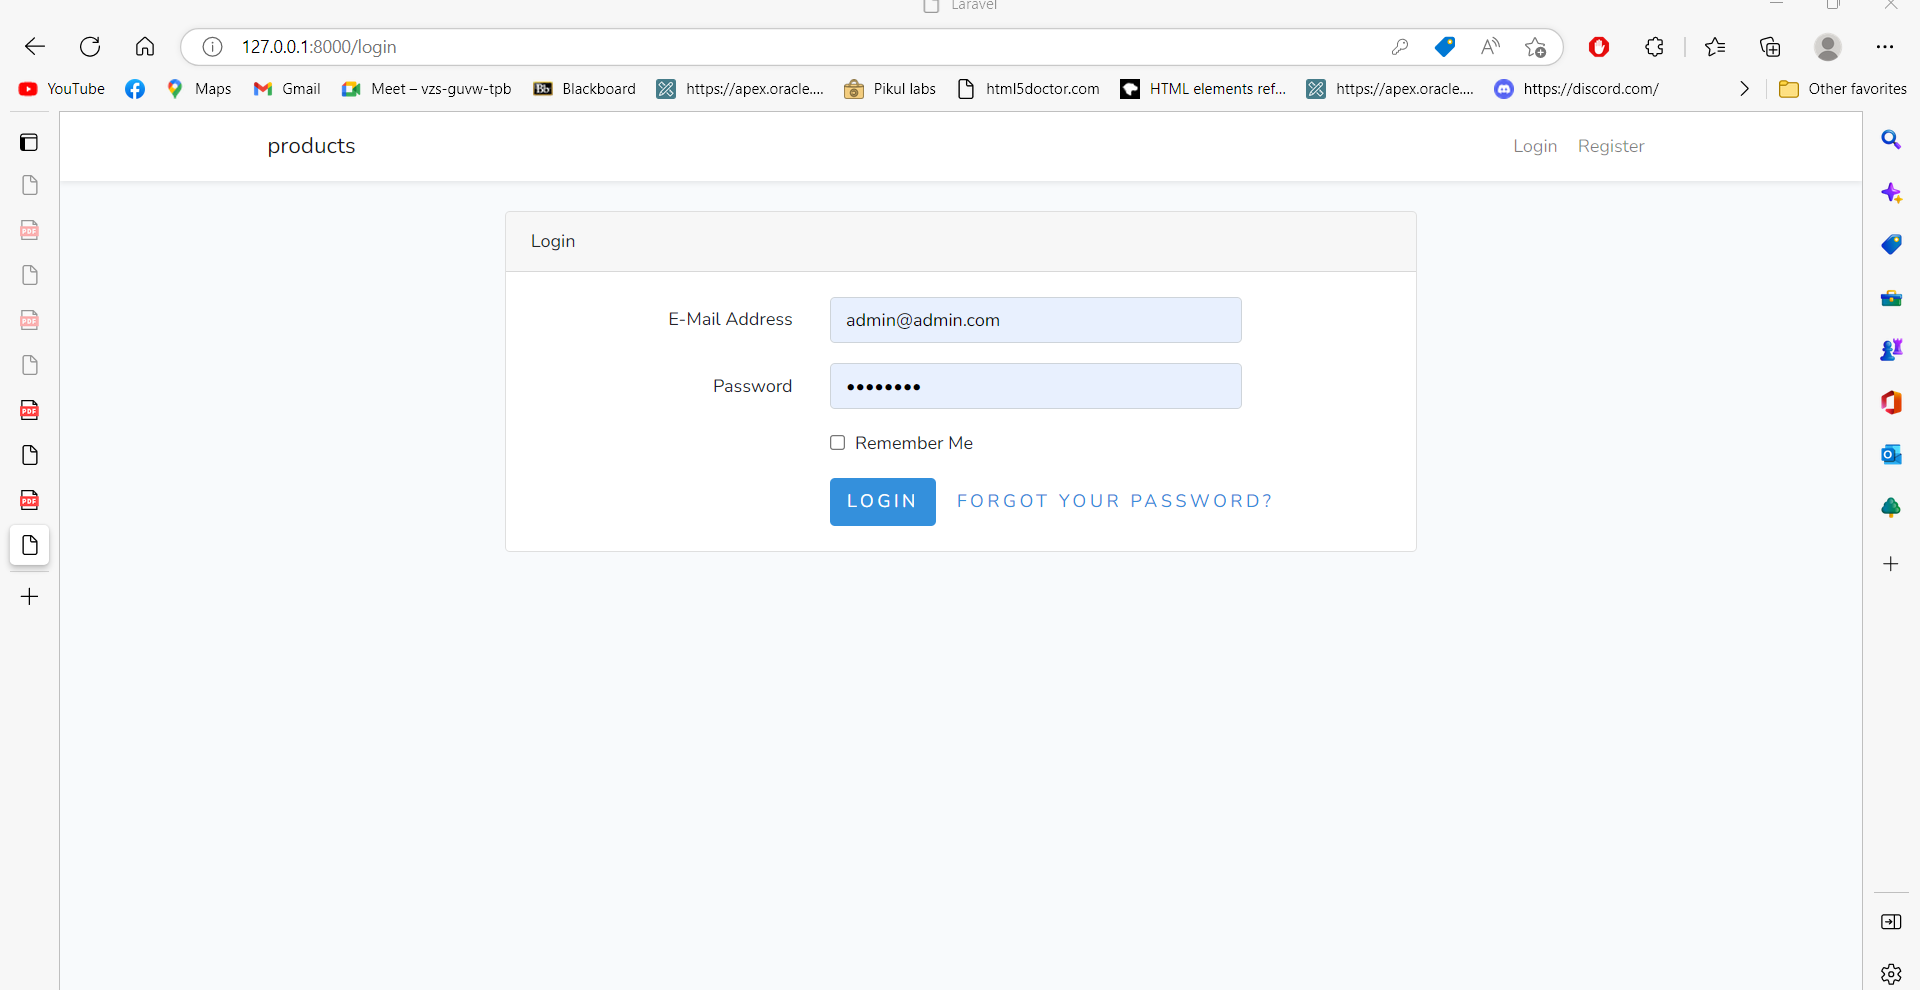 Laravel
127.0.0.1:8000/login
YouTube Maps Gmail Meet – vzs-guvw-tpb Blackboard https://apex.oracle.... Pikul labs html5doctor.com HTML elements ref... https://apex.oracle.... https://discord.com/ Other favorites
products Login Register
Login
E-Mail Address admin@admin.com
Password ••••••••
Remember Me
LOGIN FORGOT YOUR PASSWORD?